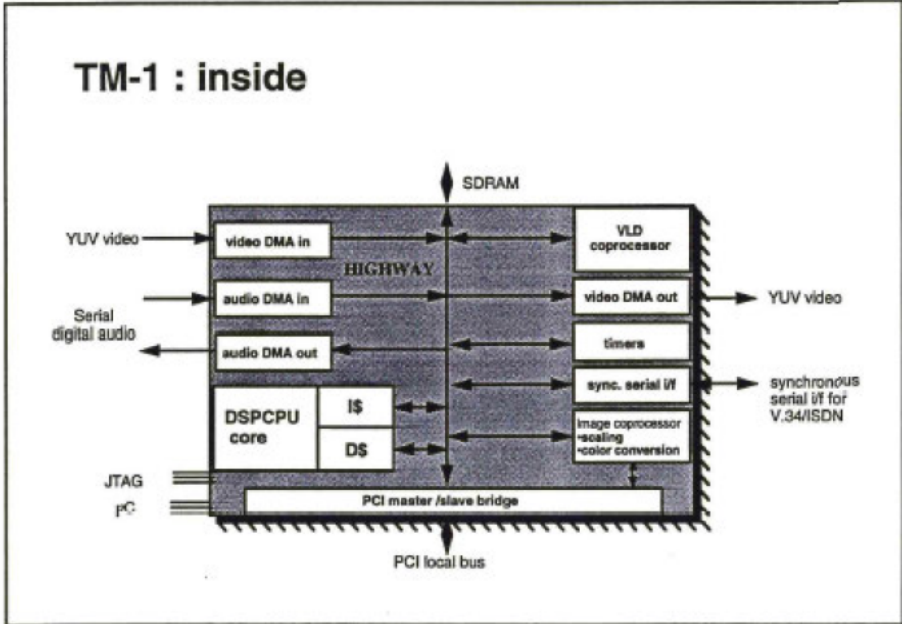 TM-1 : inside
SDRAM
YUV video
video DMA in
VLD
coprocessor
HIGHWAY
audio DMA in
video DMA out
YUV video
Serial
digital audio
audio DMA out
timers
sync. serial i/f
synchronous
serial i/f for
V.34/ISDN
DSPCPU
core
I$
D$
Image coprocessor
•scaling
•color conversion
JTAG
I²C
PCI master /slave bridge
PCI local bus